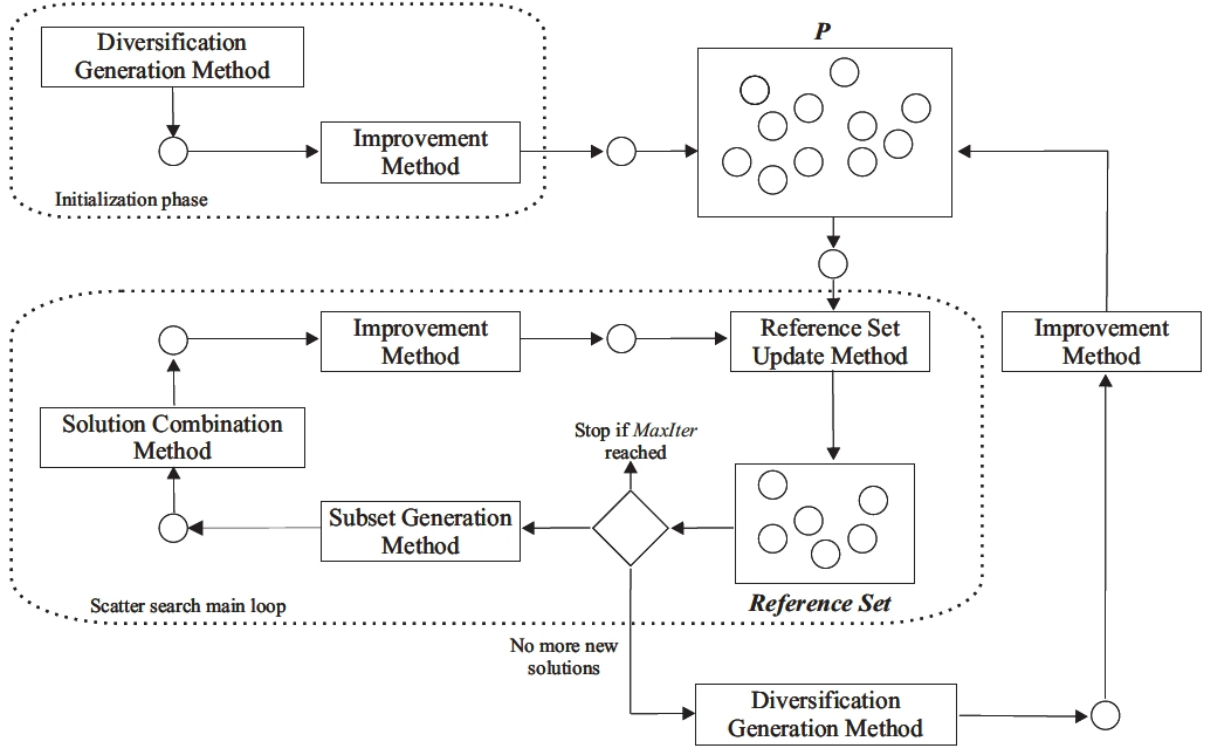 Diversification
Generation Method
Improvement
Method
Initialization phase
P
Improvement
Method
Reference Set
Update Method
Improvement
Method
Solution Combination
Method
Stop if MaxIter
reached
Subset Generation
Method
Scatter search main loop
Reference Set
No more new
solutions
Diversification
Generation Method